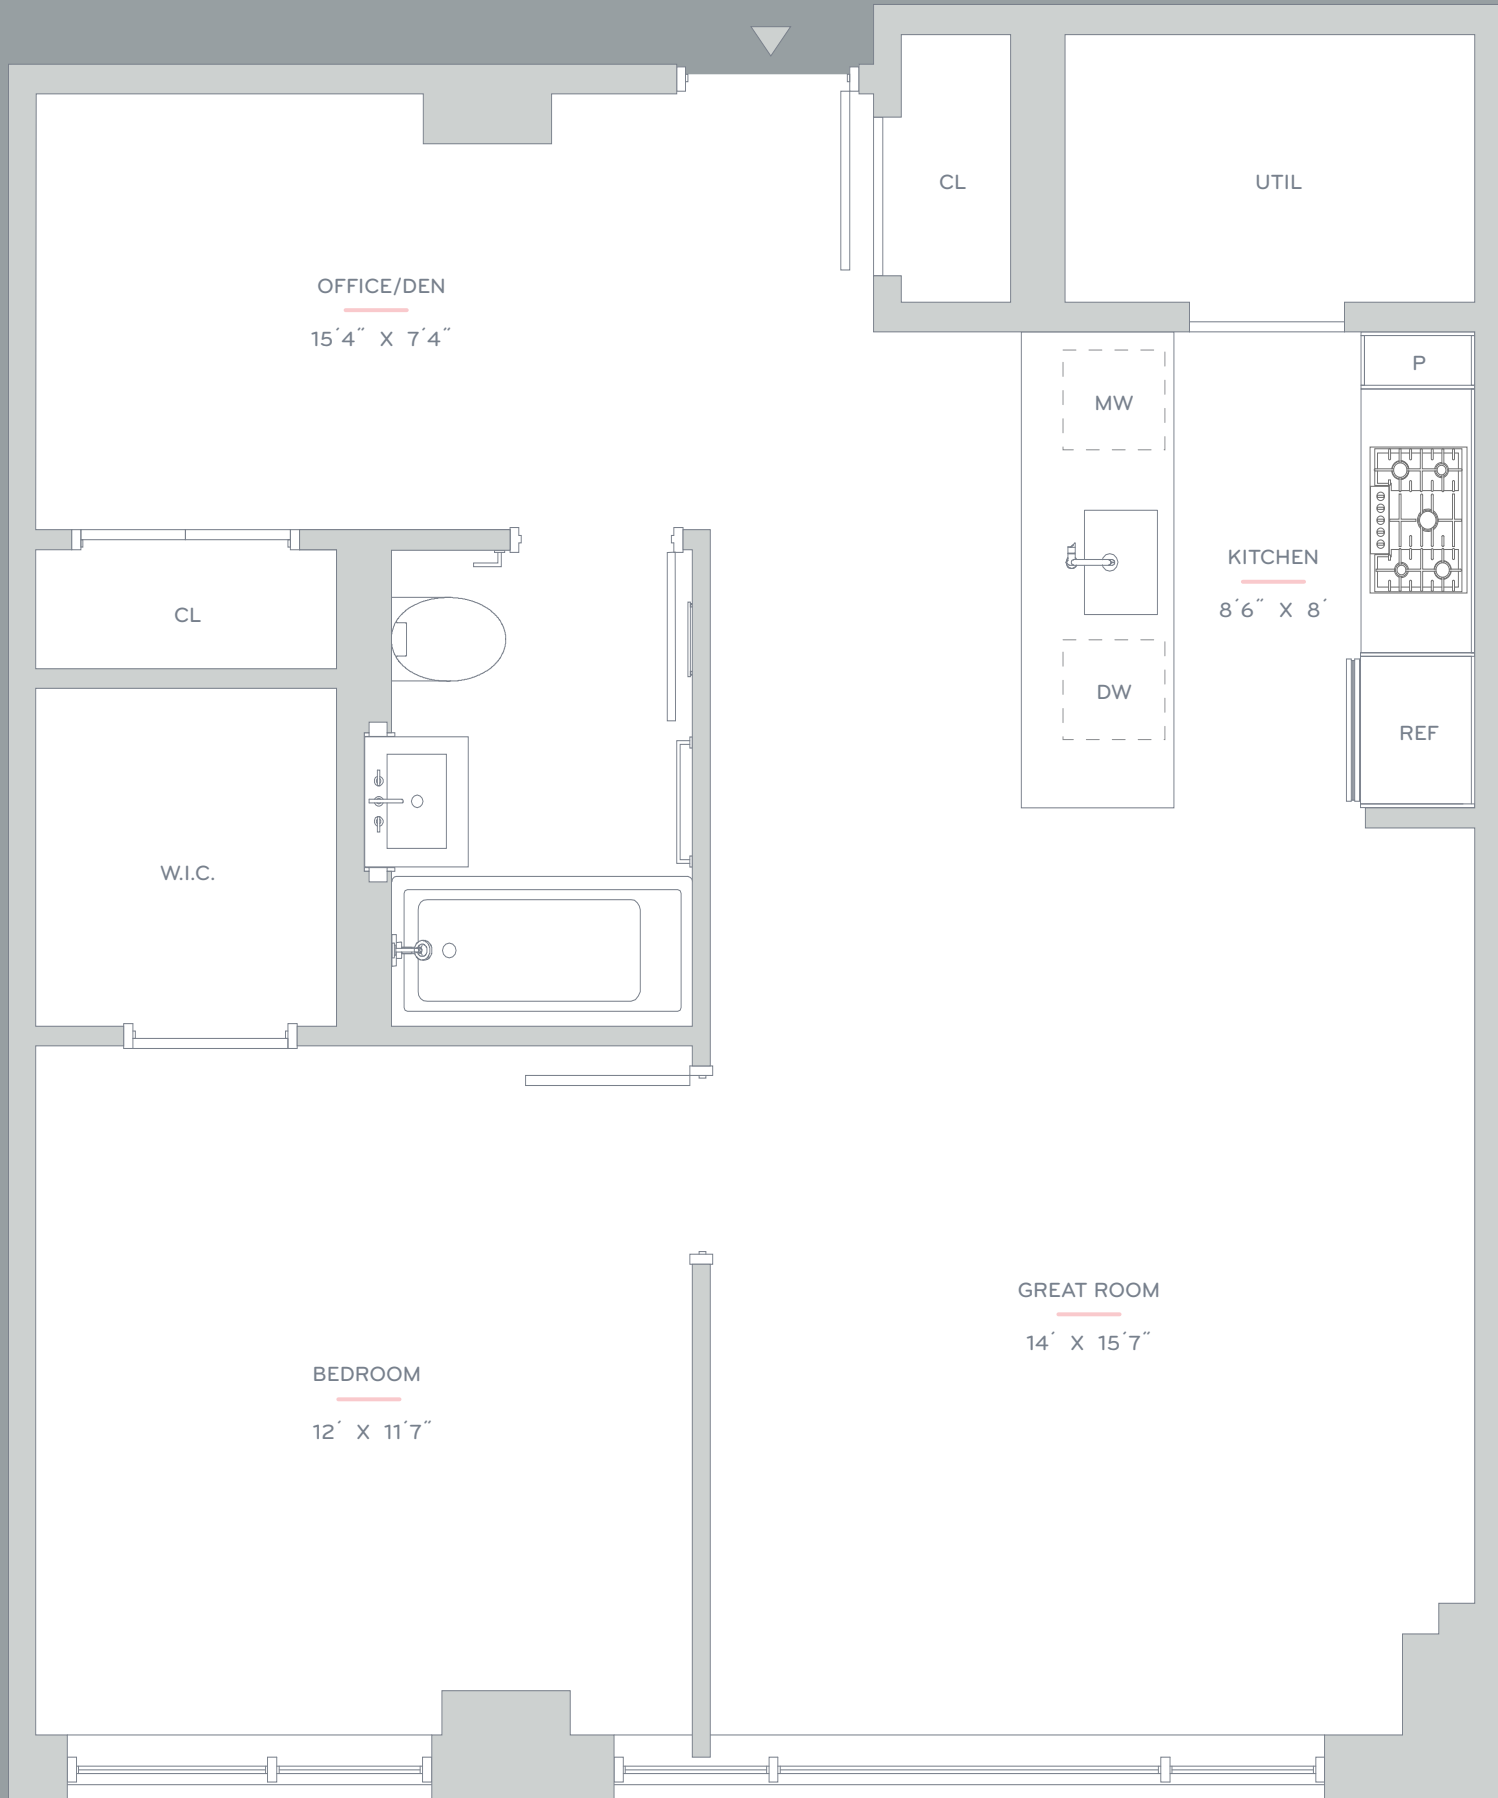 CL
UTIL
OFFICE/DEN
15´4˝ X 7´4˝
P
MW
KITCHEN
8´6˝ X 8´
CL
DW
REF
W.I.C.
GREAT ROOM
14´ X 15´7˝
BEDROOM
12´ X 11´7˝